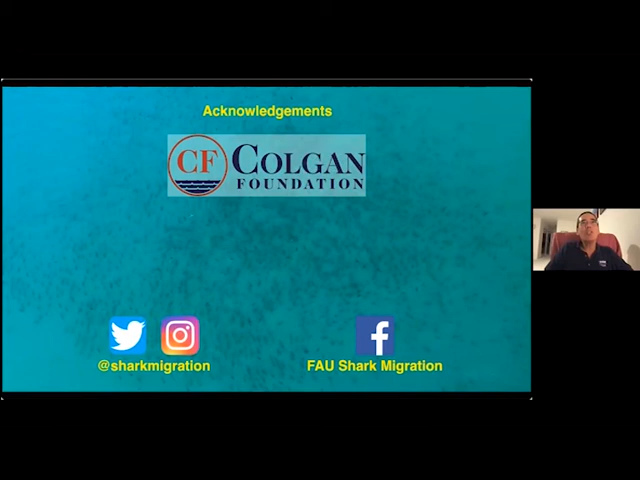 Acknowledgements
CF COLGAN
FOUNDATION
@sharkmigration
FAU Shark Migration